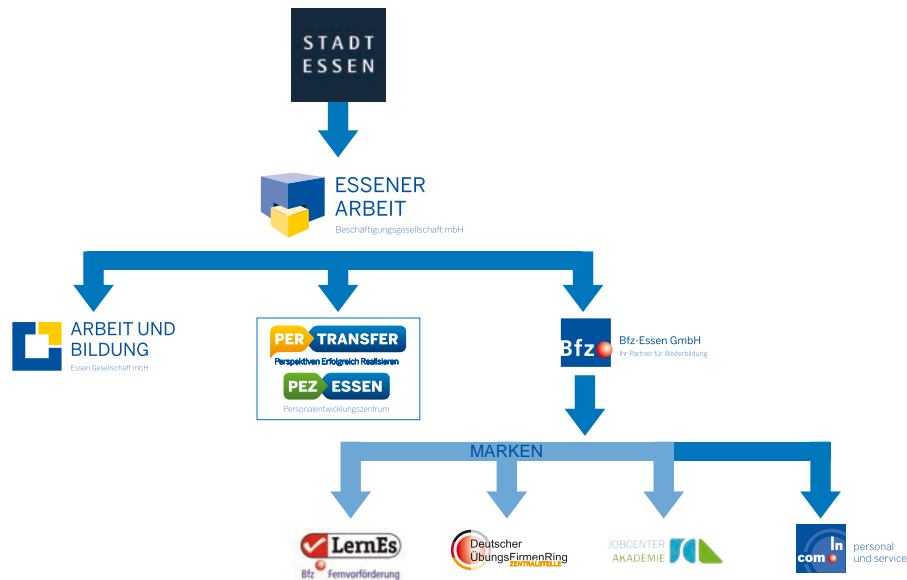 STADT
ESSEN
ESSENER
ARBEIT
Beschäftigungsgesellschaft mbH
ARBEIT UND
BILDUNG
Essen Gesellschaft mbH
PER TRANSFER
Perspektiven Erfolgreich Realisieren
PEZ ESSEN
Personalentwicklungszentrum
Bfz
Bfz-Essen GmbH
Ihr Partner für Weiterbildung
MARKEN
LernEs
Bfz Fernvorförderung
Deutscher
ÜbungsFirmenRing
ZENTRALSTELLE
JOBCENTER
AKADEMIE
In
com
personal
und service